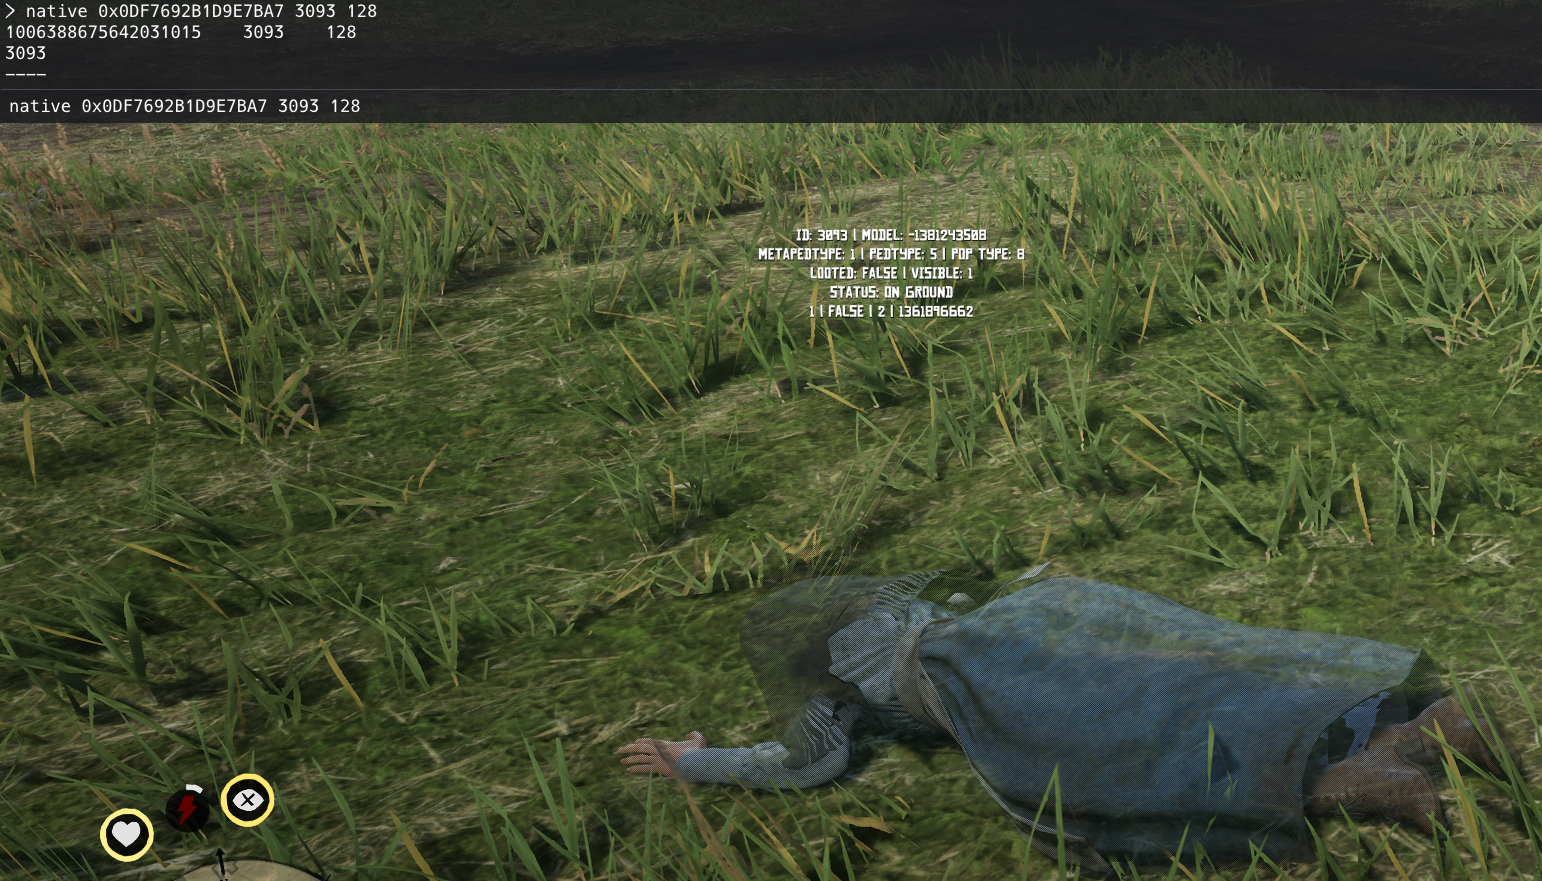 > native 0x0DF7692B1D9E7BA7 3093 128
1006388675642031015    3093    128
3093
----
native 0x0DF7692B1D9E7BA7 3093 128
ID: 3093 | MODEL: -1381243508
METAPEDTYPE: 1 | PEDTYPE: 5 | POP TYPE: 8
LOOTED: FALSE | VISIBLE: 1
STATUS: ON GROUND
1 | FALSE | 2 | 1361896662